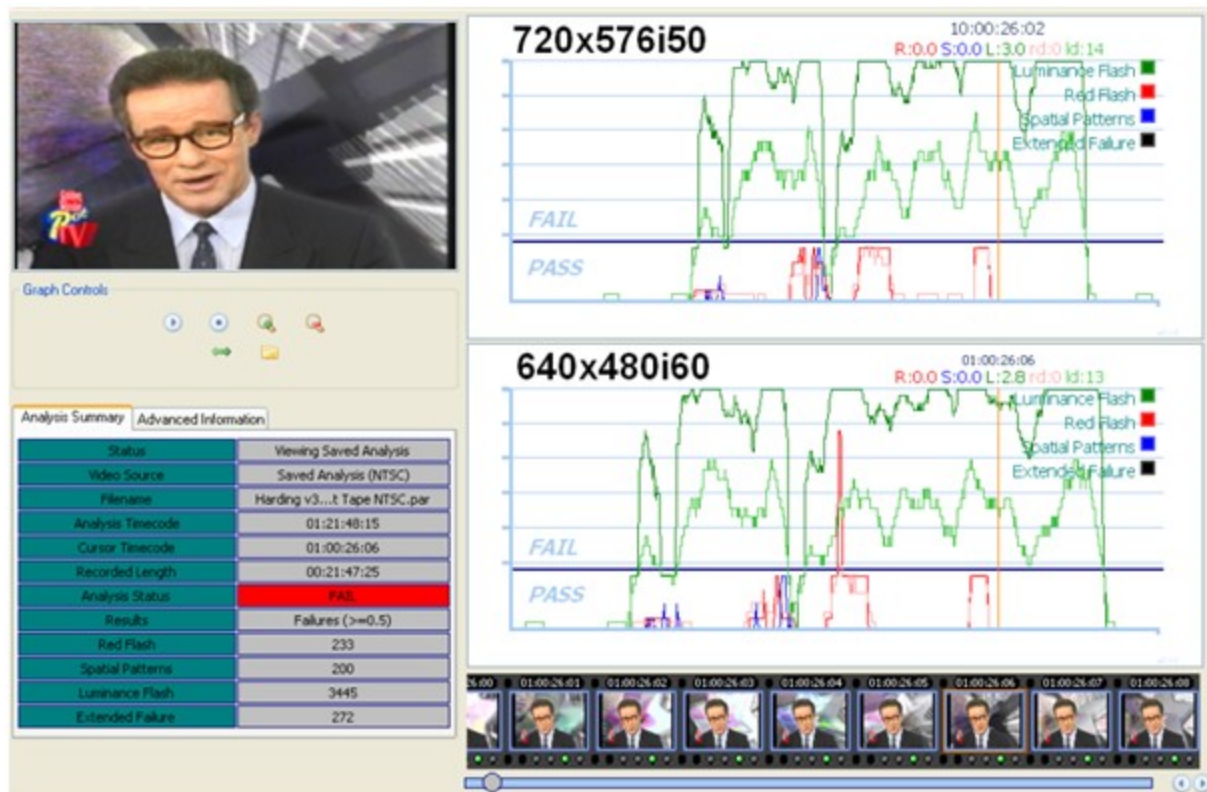 720x576i50
10:00:26:02
R:0.0 S:0.0 L:3.0 rd:0 ld:14
Luminance Flash
Red Flash
Spatial Patterns
Extended Failure
FAIL
PASS
TV
Graph Controls
640x480i60
01:00:26:06
R:0.0 S:0.0 L:2.8 rd:0 ld:13
Luminance Flash
Red Flash
Spatial Patterns
Extended Failure
FAIL
PASS
Analysis Summary Advanced Information
Status Viewing Saved Analysis
Video Source Saved Analysis (NTSC)
Filename Harding v3...t Tape NTSC.par
Analysis Timecode 01:21:48:15
Cursor Timecode 01:00:26:06
Recorded Length 00:21:47:25
Analysis Status FAIL
Results Failures (>=0.5)
Red Flash 233
Spatial Patterns 200
Luminance Flash 3445
Extended Failure 272
26:00 01:00:26:01 01:00:26:02 01:00:26:03 01:00:26:04 01:00:26:05 01:00:26:06 01:00:26:07 01:00:26:08